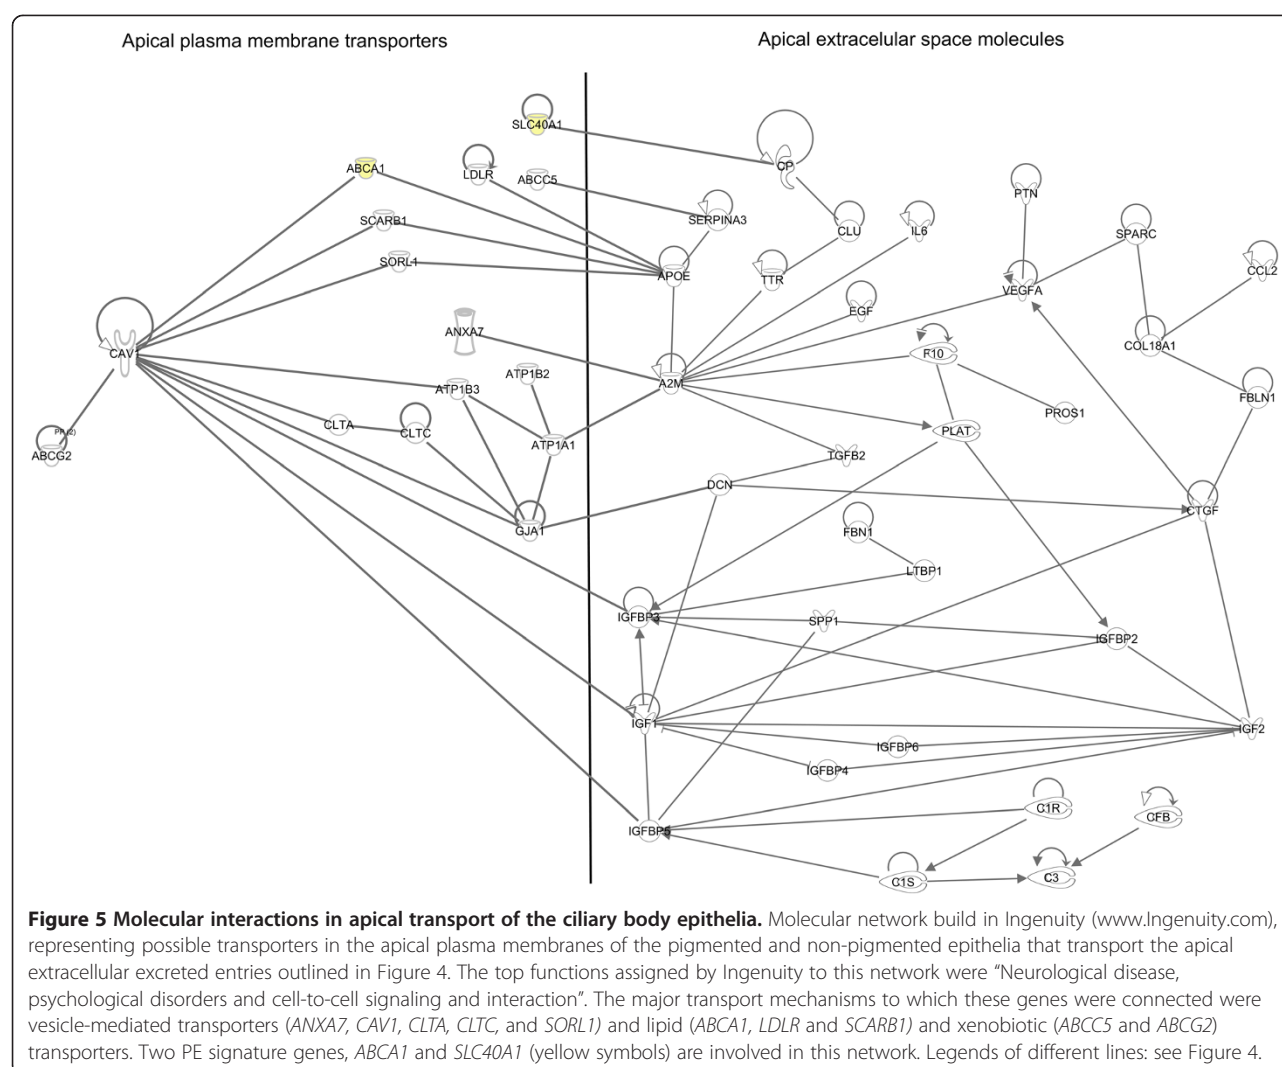 Apical plasma membrane transporters
Apical extracelular space molecules
SLC40A1
CP
ABCA1
LDLR
ABCC5
PTN
SCARB1
SERPINA3
CLU
IL6
SPARC
SORL1
APOE
TTR
VEGFA
CCL2
ANXA7
EGF
CAV1
F10
COL18A1
ATP1B2
ATP1B3
A2M
FBLN1
PROS1
CLTA
CLTC
PLAT
ATP1A1
PP (2)
ABCG2
TGFB2
DCN
CTGF
GJA1
FBN1
LTBP1
IGFBP3
SPP1
IGFBP2
IGF1
IGF2
IGFBP6
IGFBP4
C1R
CFB
IGFBP5
C1S
C3
Figure 5 Molecular interactions in apical transport of the ciliary body epithelia. Molecular network build in Ingenuity (www.Ingenuity.com),
representing possible transporters in the apical plasma membranes of the pigmented and non-pigmented epithelia that transport the apical
extracellular excreted entries outlined in Figure 4. The top functions assigned by Ingenuity to this network were “Neurological disease,
psychological disorders and cell-to-cell signaling and interaction”. The major transport mechanisms to which these genes were connected were
vesicle-mediated transporters (ANXA7, CAV1, CLTA, CLTC, and SORL1) and lipid (ABCA1, LDLR and SCARB1) and xenobiotic (ABCC5 and ABCG2)
transporters. Two PE signature genes, ABCA1 and SLC40A1 (yellow symbols) are involved in this network. Legends of different lines: see Figure 4.